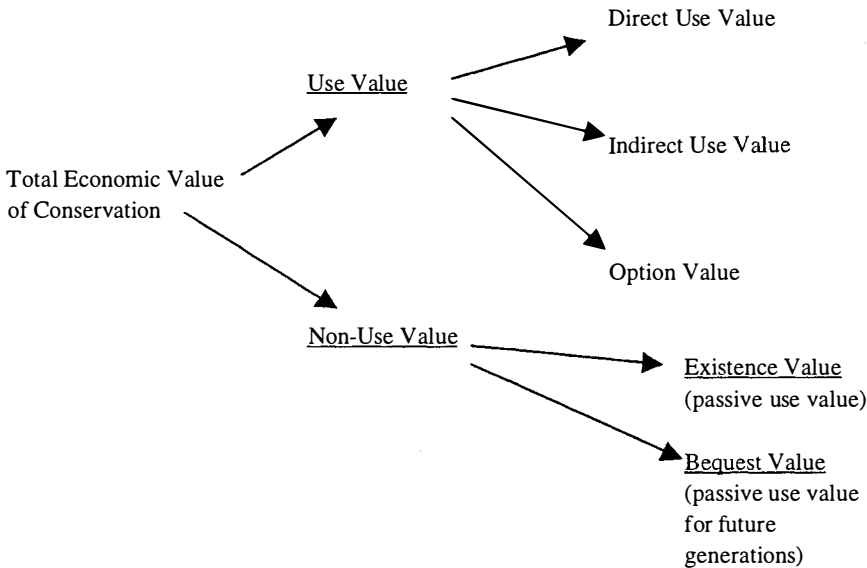 Direct Use Value
Use Value
Indirect Use Value
Total Economic Value
of Conservation
Option Value
Non-Use Value
Existence Value
(passive use value)
Bequest Value
(passive use value
for future
generations)